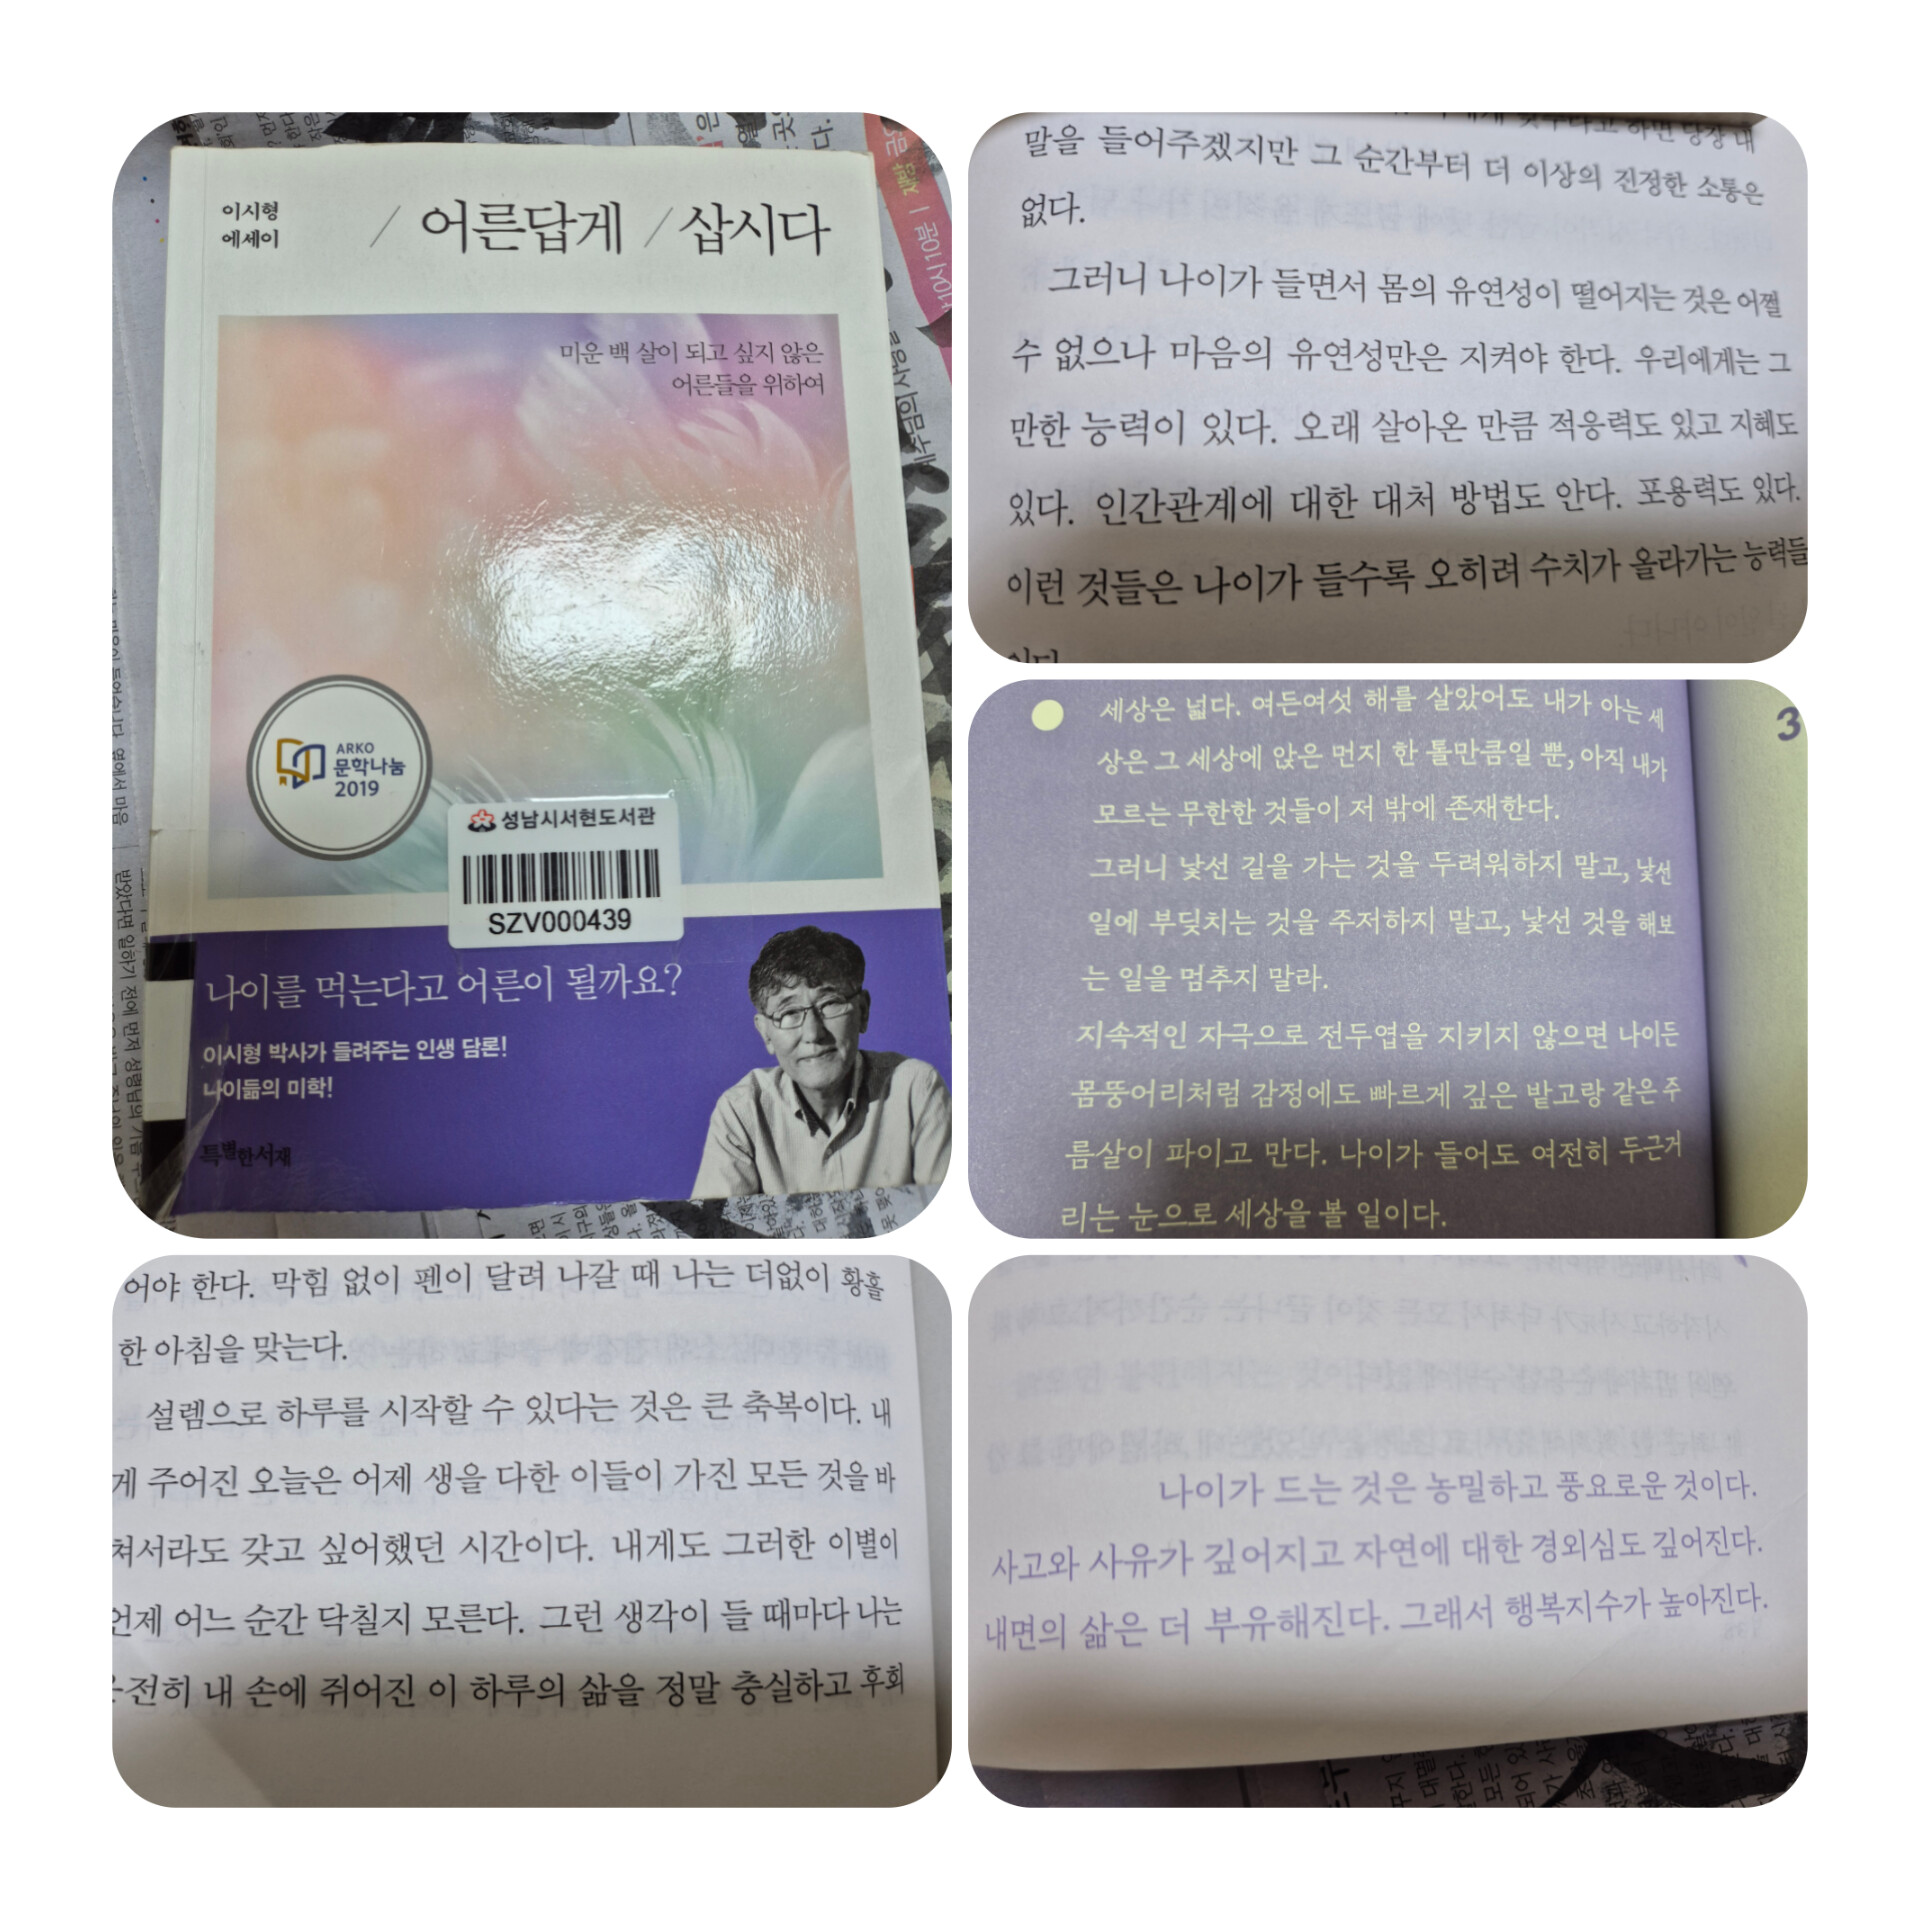 이시형
에세이
/ 어른답게 / 삽시다
미운 백 살이 되고 싶지 않은
어른들을 위하여
ARKO
문학나눔
2019
성남시서현도서관
SZV000439
나이를 먹는다고 어른이 될까요?
이시형 박사가 들려주는 인생 담론!
나이듦의 미학!
특별한서재
하면 당장 내
말을 들어주겠지만 그 순간부터 더 이상의 진정한 소통은
없다.
그러니 나이가 들면서 몸의 유연성이 떨어지는 것은 어쩔
수 없으나 마음의 유연성만은 지켜야 한다. 우리에게는 그
만한 능력이 있다. 오래 살아온 만큼 적응력도 있고 지혜도
있다. 인간관계에 대한 대처 방법도 안다. 포용력도 있다.
이런 것들은 나이가 들수록 오히려 수치가 올라가는 능력들
세상은 넓다. 여든여섯 해를 살았어도 내가 아는 세
상은 그 세상에 앉은 먼지 한 톨만큼일 뿐, 아직 내가
모르는 무한한 것들이 저 밖에 존재한다.
그러니 낯선 길을 가는 것을 두려워하지 말고, 낯선
일에 부딪치는 것을 주저하지 말고, 낯선 것을 해보
는 일을 멈추지 말라.
지속적인 자극으로 전두엽을 지키지 않으면 나이든
몸뚱어리처럼 감정에도 빠르게 깊은 밭고랑 같은 주
름살이 파이고 만다. 나이가 들어도 여전히 두근거
리는 눈으로 세상을 볼 일이다.
3
어야 한다. 막힘 없이 펜이 달려 나갈 때 나는 더없이 황홀
한 아침을 맞는다.
설렘으로 하루를 시작할 수 있다는 것은 큰 축복이다. 내
게 주어진 오늘은 어제 생을 다한 이들이 가진 모든 것을 바
쳐서라도 갖고 싶어했던 시간이다. 내게도 그러한 이별이
언제 어느 순간 닥칠지 모른다. 그런 생각이 들 때마다 나는
전히 내 손에 쥐어진 이 하루의 삶을 정말 충실하고 후회
나이가 드는 것은 농밀하고 풍요로운 것이다.
사고와 사유가 깊어지고 자연에 대한 경외심도 깊어진다.
내면의 삶은 더 부유해진다. 그래서 행복지수가 높아진다.